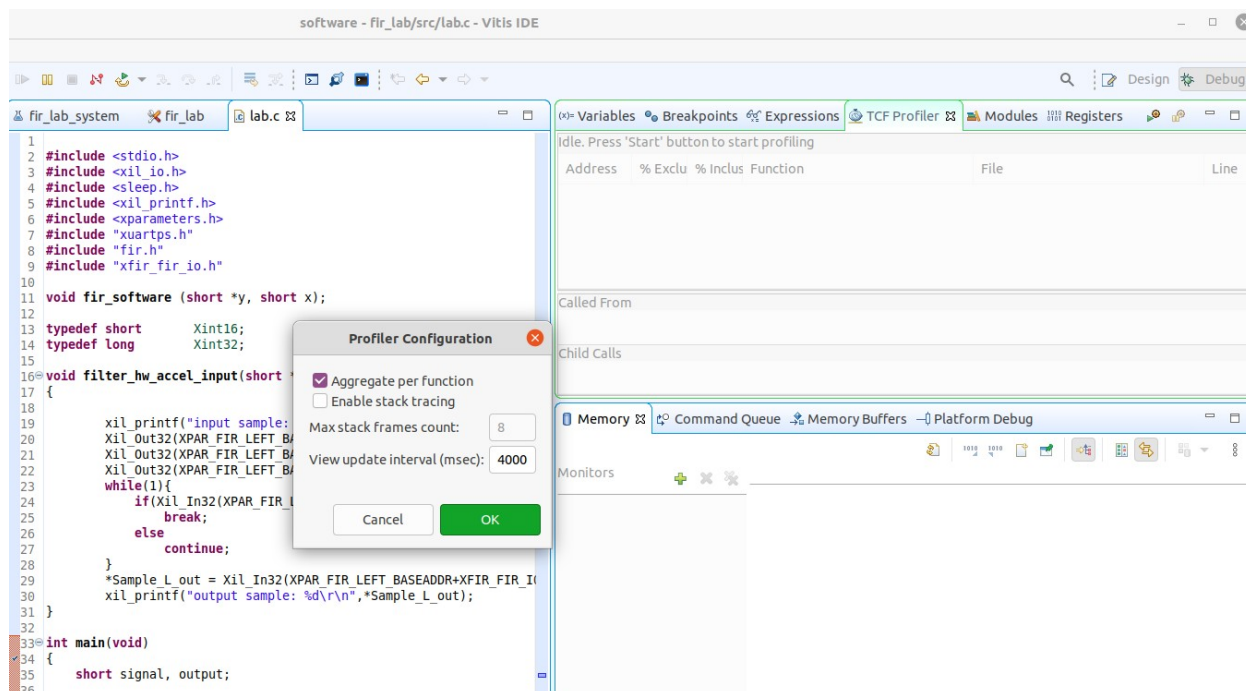 software - fir_lab/src/lab.c - Vitis IDE
Design Debug
fir_lab_system fir_lab lab.c
1
2 #include <stdio.h>
3 #include <xil_io.h>
4 #include <sleep.h>
5 #include <xil_printf.h>
6 #include <xparameters.h>
7 #include "xuartps.h"
8 #include "fir.h"
9 #include "xfir_fir_io.h"
10
11 void fir_software (short *y, short x);
12
13 typedef short Xint16;
14 typedef long Xint32;
15
16 void filter_hw_accel_input(short *
17 {
18
19 xil_printf("input sample:
20 Xil_Out32(XPAR_FIR_LEFT_BA
21 Xil_Out32(XPAR_FIR_LEFT_BA
22 Xil_Out32(XPAR_FIR_LEFT_BA
23 while(1){
24 if(Xil_In32(XPAR_FIR_L
25 break;
26 else
27 continue;
28 }
29 *Sample_L_out = Xil_In32(XPAR_FIR_LEFT_BASEADDR+XFIR_FIR_I
30 xil_printf("output sample: %d\r\n",*Sample_L_out);
31 }
32
33 int main(void)
34 {
35 short signal, output;
36
Profiler Configuration
Aggregate per function
Enable stack tracing
Max stack frames count: 8
View update interval (msec): 4000
Cancel OK
(x)= Variables Breakpoints Expressions TCF Profiler Modules Registers
Idle. Press 'Start' button to start profiling
Address % Exclu % Inclus Function File Line
Called From
Child Calls
Memory Command Queue Memory Buffers Platform Debug
Monitors